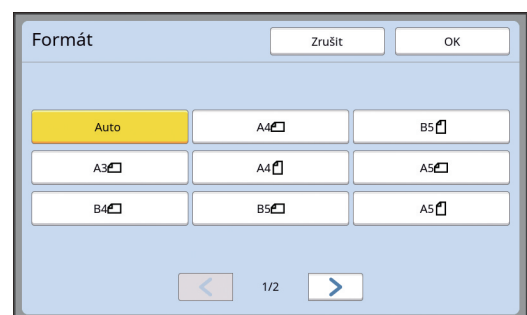 Formát Zrušit OK
Auto A4 B5
A3 A4 A5
B4 B5 A5
1/2